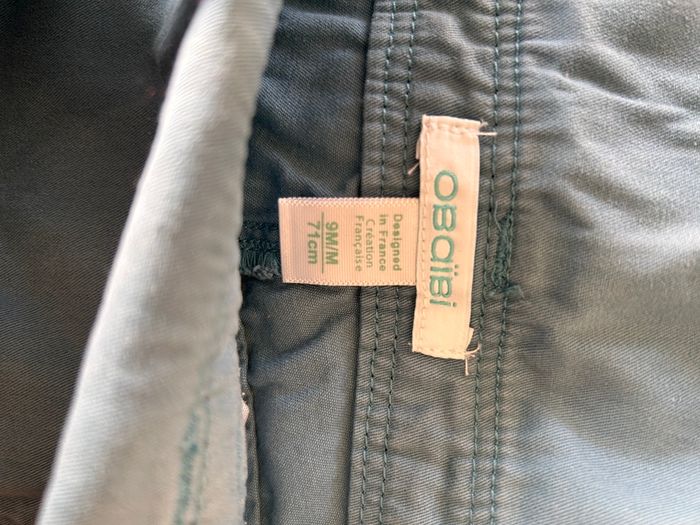 OBAÏBI
Designed
in France
Création
Française
9M/M
71cm